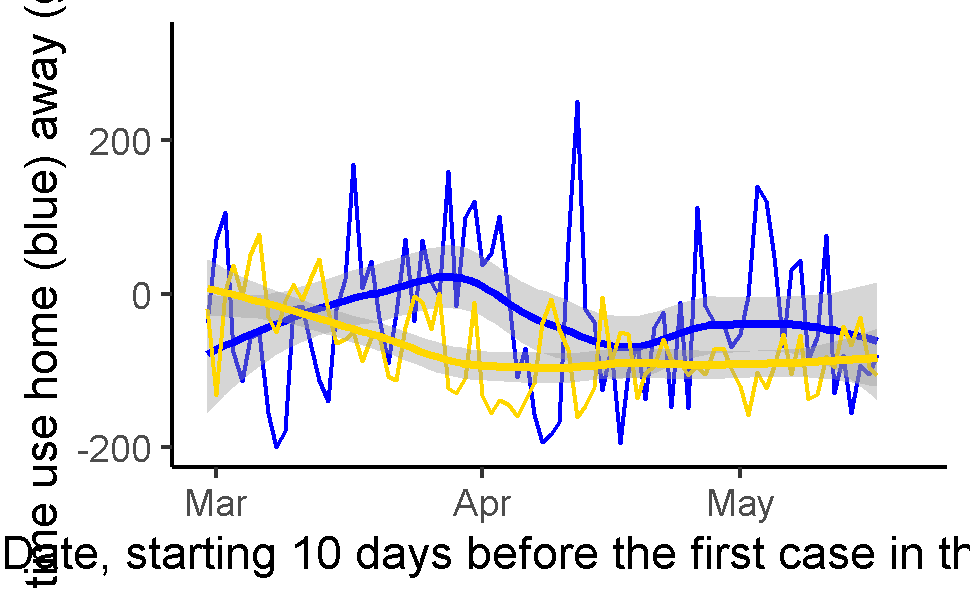 time use home (blue) away (
200
0
-200
Mar Apr May
Date, starting 10 days before the first case in th